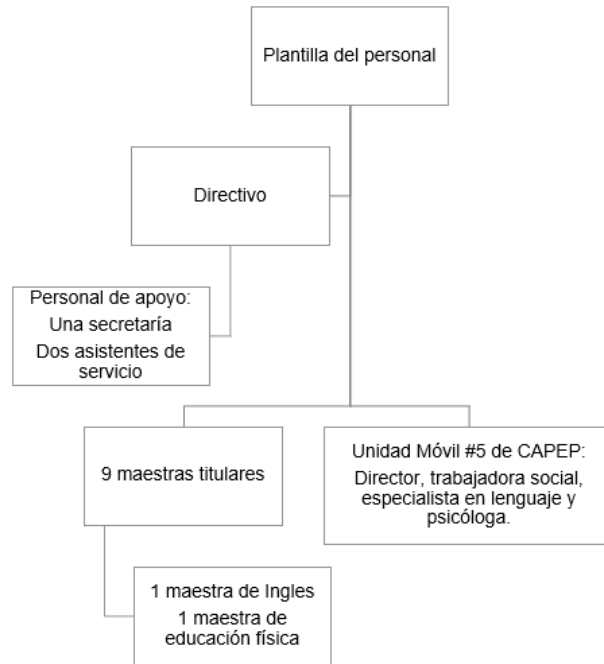 Plantilla del personal
Directivo
Personal de apoyo:
Una secretaría
Dos asistentes de
servicio
9 maestras titulares
Unidad Móvil #5 de CAPEP:
Director, trabajadora social,
especialista en lenguaje y
psicóloga.
1 maestra de Ingles
1 maestra de
educación física